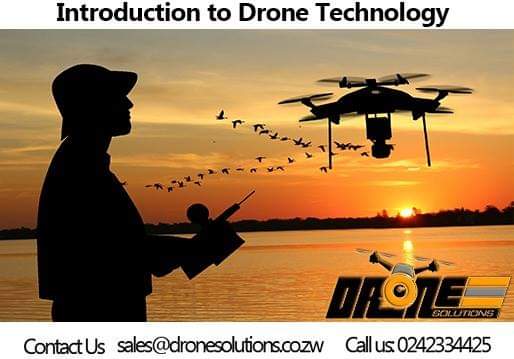 Introduction to Drone Technology
DRONE
SOLUTIONS
Contact Us sales@dronesolutions.co.zw Call us: 0242334425